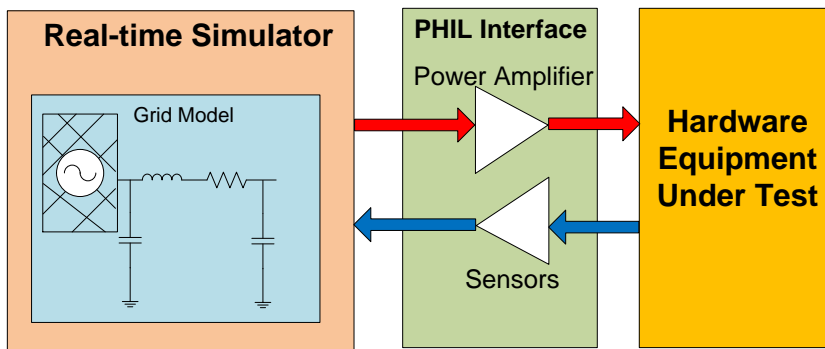 Real-time Simulator
Grid Model
PHIL Interface
Power Amplifier
Sensors
Hardware
Equipment
Under Test